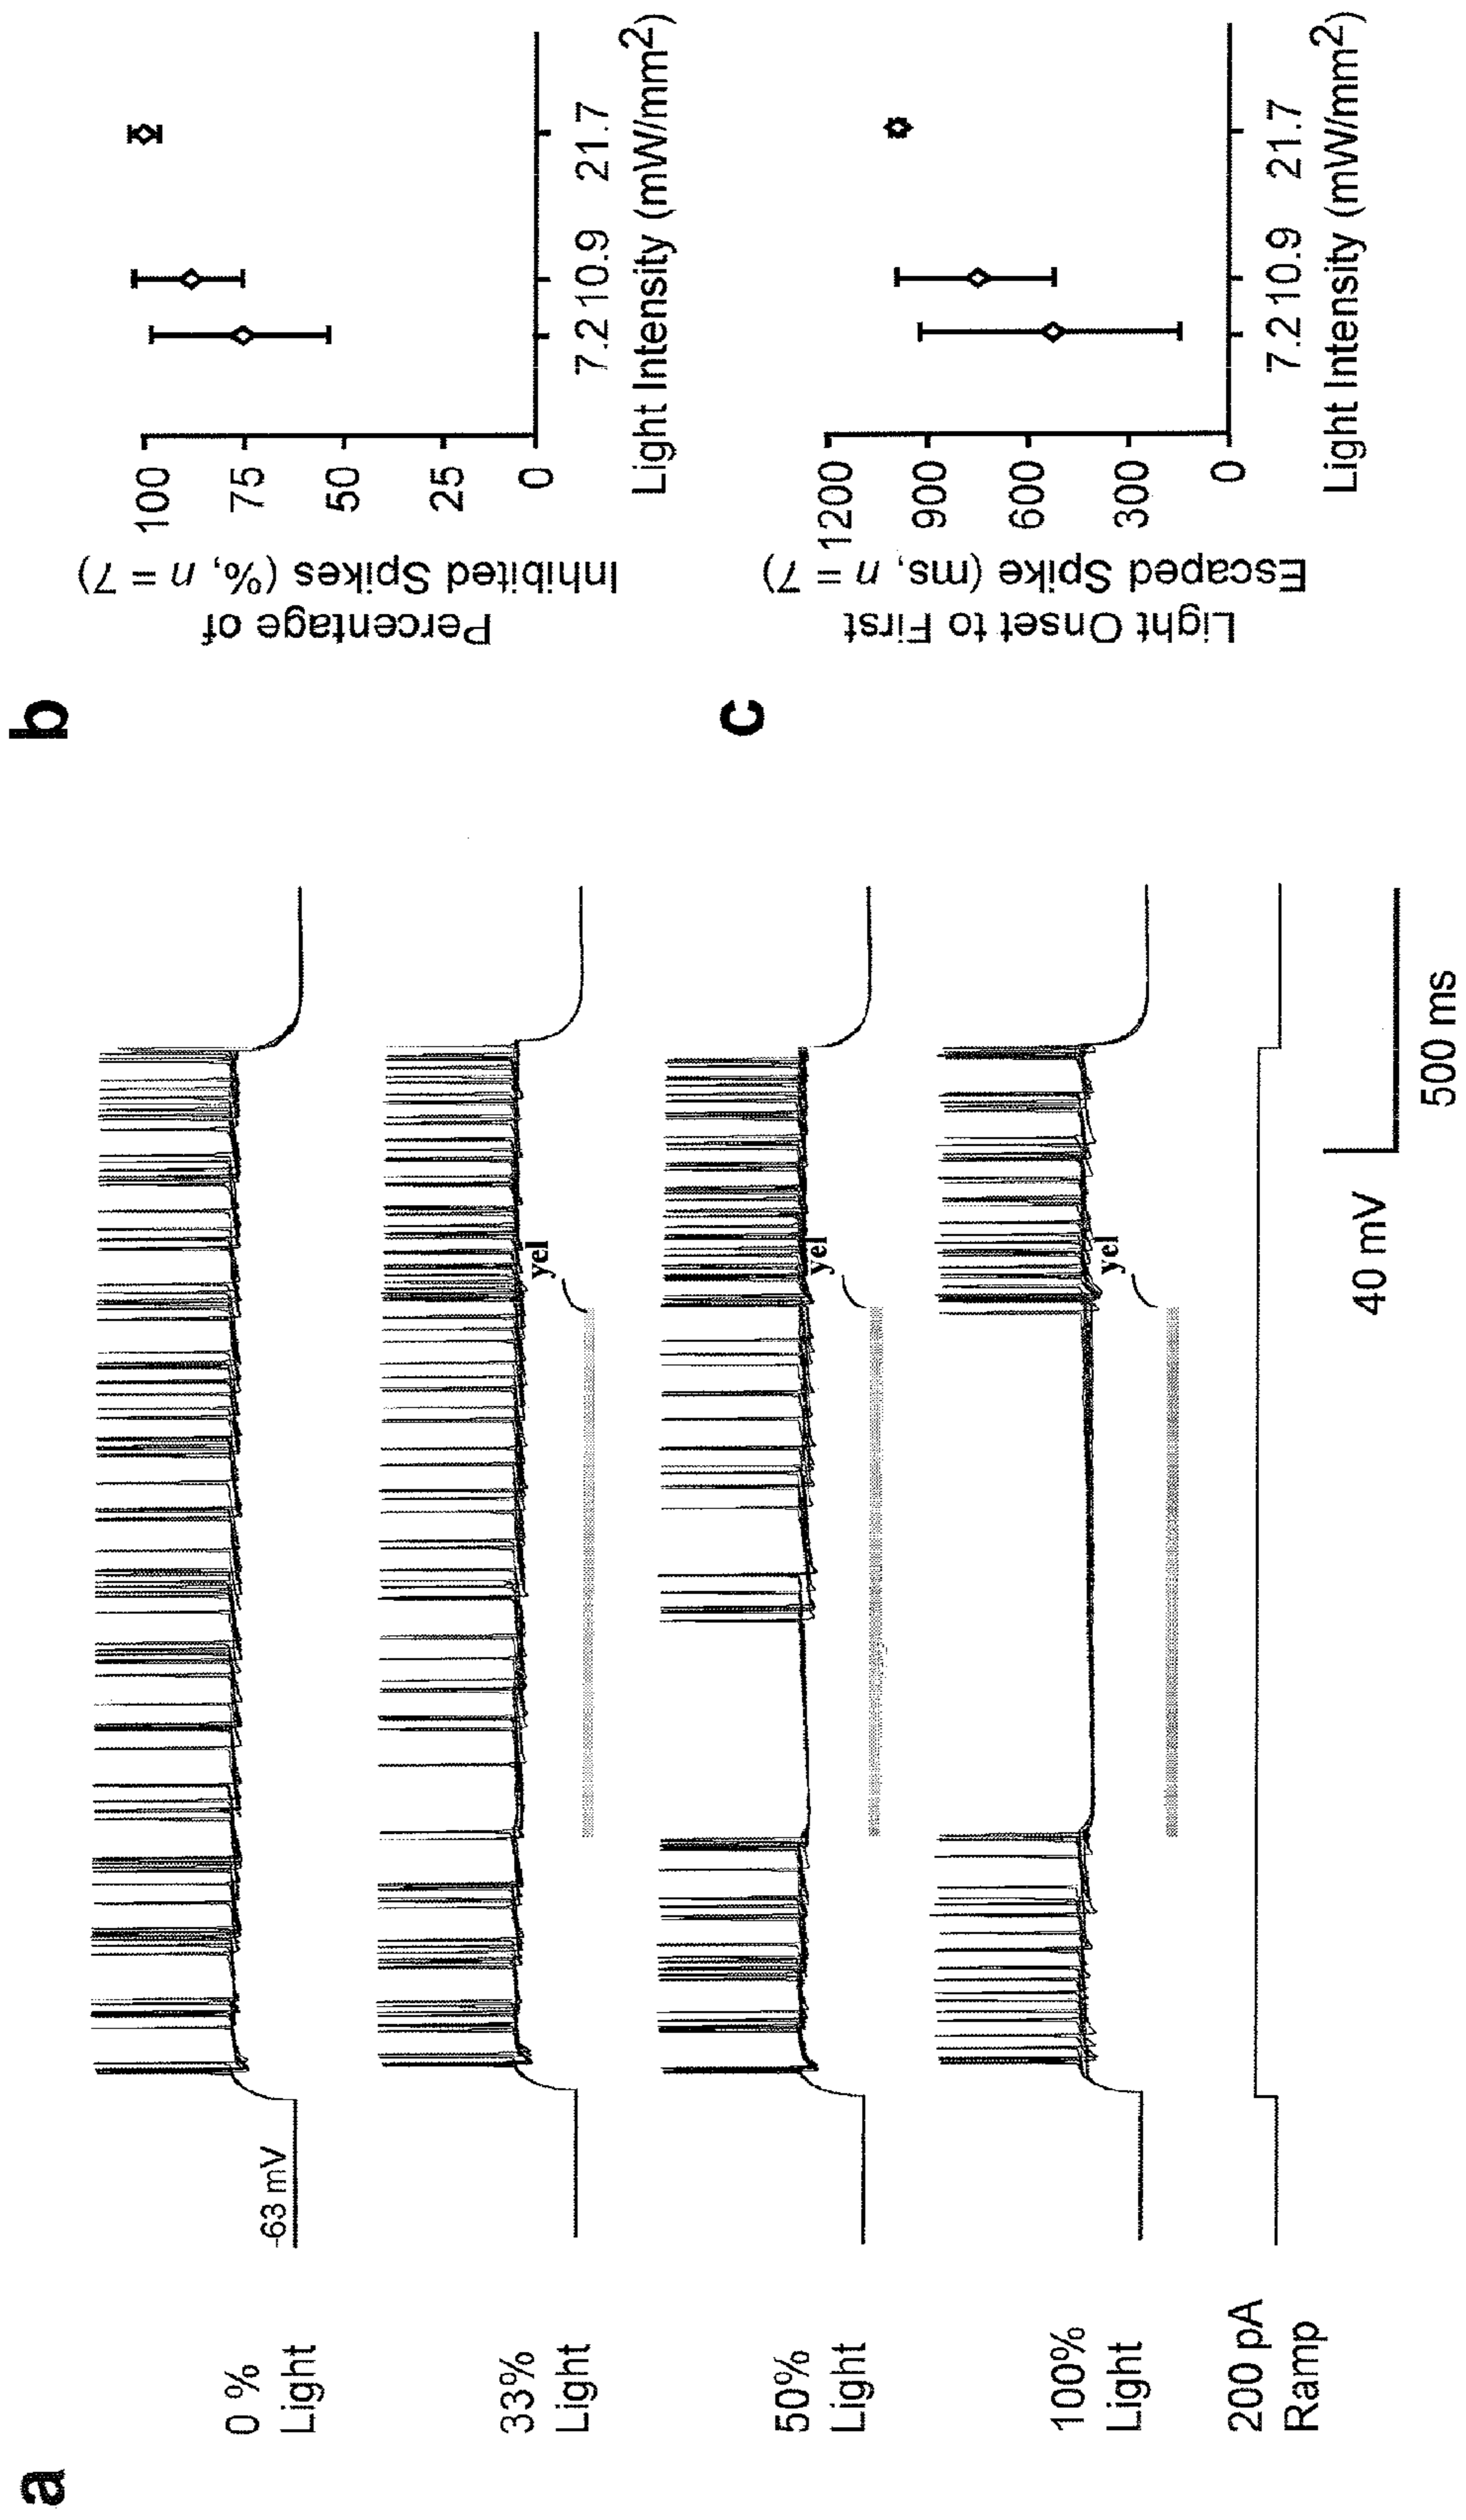 a
0 %
Light
-63 mV
33%
Light
yel
50%
Light
yel
100%
Light
yel
200 pA
Ramp
40 mV
500 ms
b
Percentage of
Inhibited Spikes (%, n = 7)
100
75
50
25
0
7.2 10.9 21.7
Light Intensity (mW/mm2)
c
Light Onset to First
Escaped Spike (ms, n = 7)
1200
900
600
300
0
7.2 10.9 21.7
Light Intensity (mW/mm2)